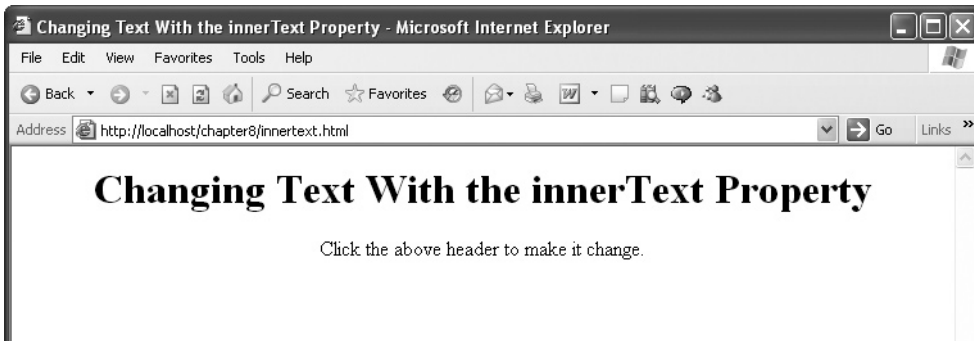 Changing Text With the innerText Property - Microsoft Internet Explorer
File Edit View Favorites Tools Help
Back Search Favorites W
Address http://localhost/chapter8/innertext.html Go Links »
Changing Text With the innerText Property
Click the above header to make it change.